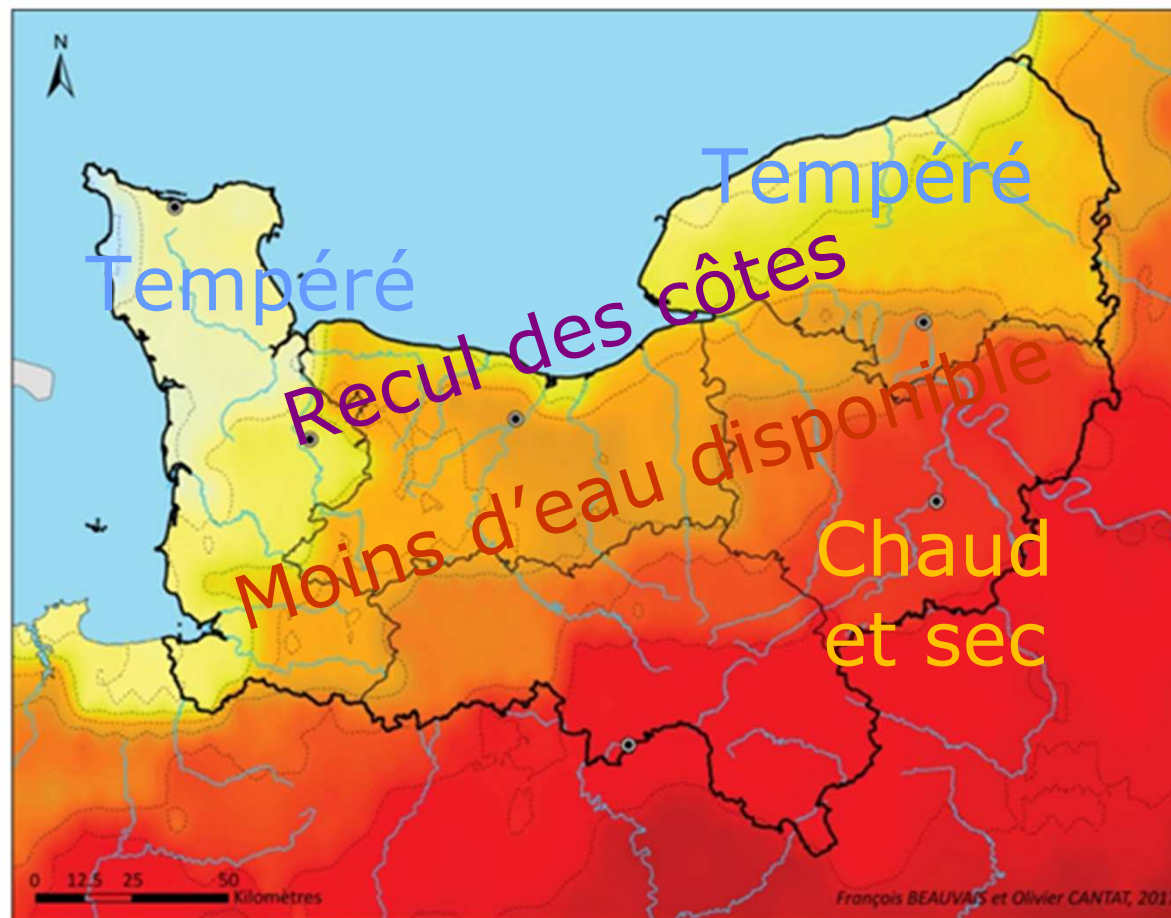 N
Tempéré
Tempéré
Recul des côtes
Moins d'eau disponible
Chaud
et sec
0 12.5 25 50
Kilomètres
François BEAUVAIS et Olivier CANTAT, 201